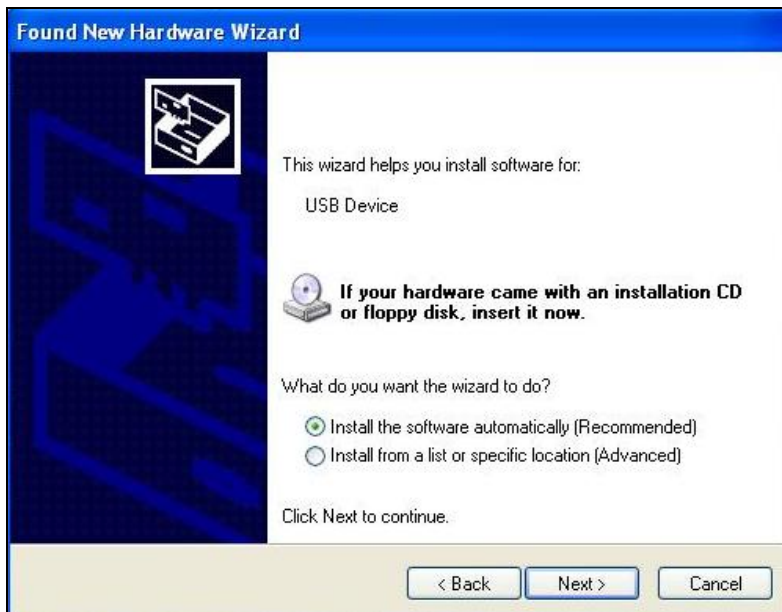 Found New Hardware Wizard
This wizard helps you install software for:
USB Device
If your hardware came with an installation CD
or floppy disk, insert it now.
What do you want the wizard to do?
Install the software automatically (Recommended)
Install from a list or specific location (Advanced)
Click Next to continue.
< Back Next > Cancel